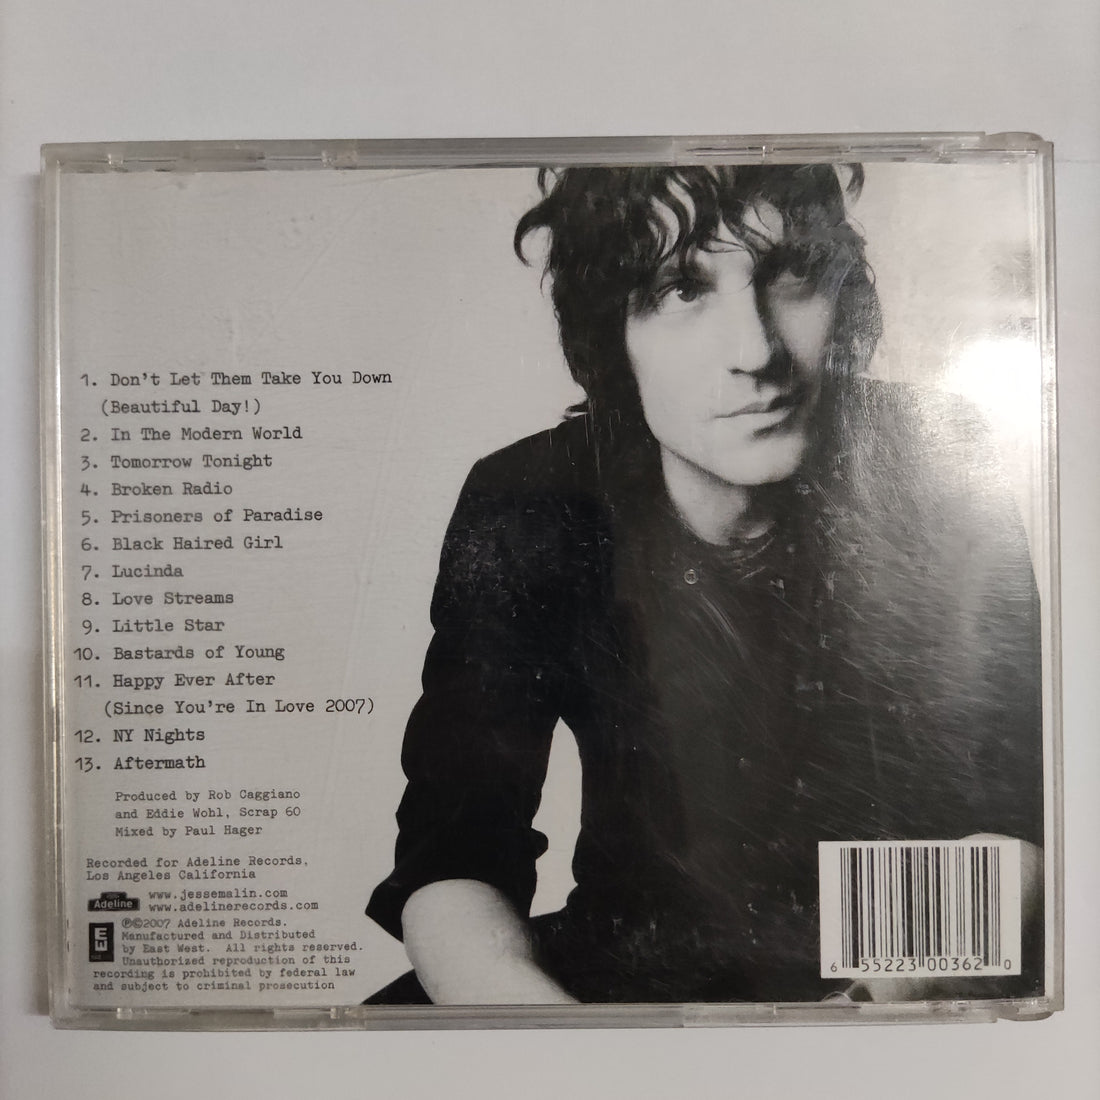 1. Don't Let Them Take You Down
(Beautiful Day!)
2. In The Modern World
3. Tomorrow Tonight
4. Broken Radio
5. Prisoners of Paradise
6. Black Haired Girl
7. Lucinda
8. Love Streams
9. Little Star
10. Bastards of Young
11. Happy Ever After
(Since You're In Love 2007)
12. NY Nights
13. Aftermath
Produced by Rob Caggiano
and Eddie Wohl, Scrap 60
Mixed by Paul Hager
Recorded for Adeline Records,
Los Angeles California
Adeline
www.jessemalin.com
www.adelinerecords.com
℗©2007 Adeline Records.
Manufactured and Distributed
by East West. All rights reserved.
Unauthorized reproduction of this
recording is prohibited by federal law
and subject to criminal prosecution
6 55223 00362 0